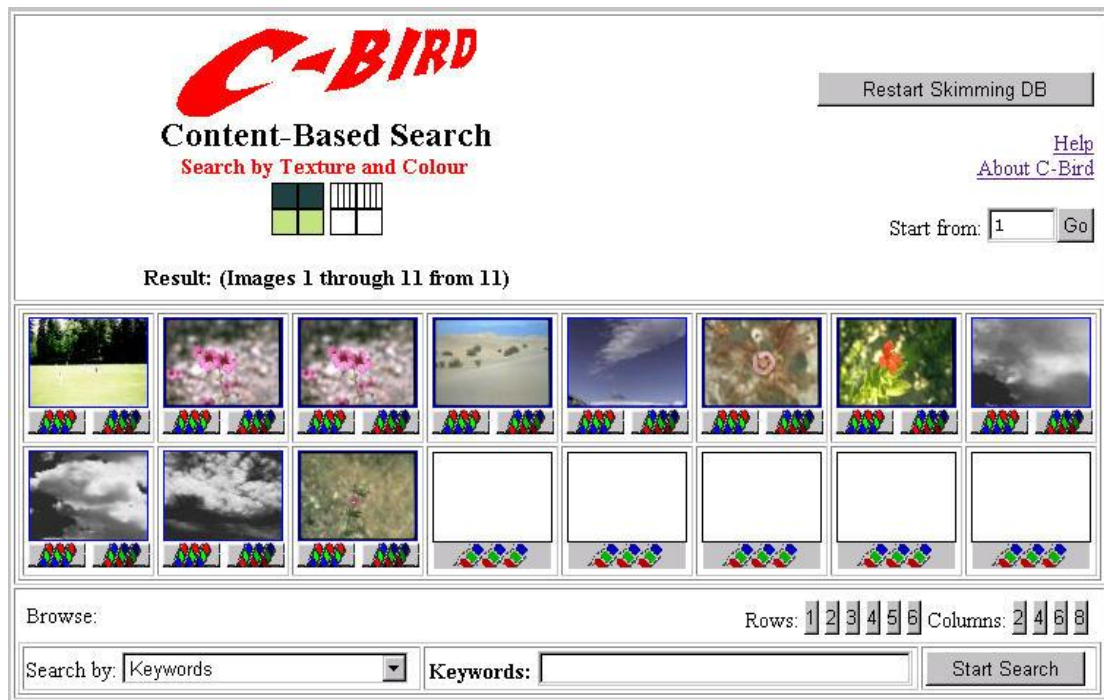 C-BIRD
Restart Skimming DB
Content-Based Search
Help
Search by Texture and Colour
About C-Bird
Start from: 1 Go
Result: (Images 1 through 11 from 11)
Browse:
Rows: 1 2 3 4 5 6 Columns: 2 4 6 8
Search by: Keywords
Keywords:
Start Search